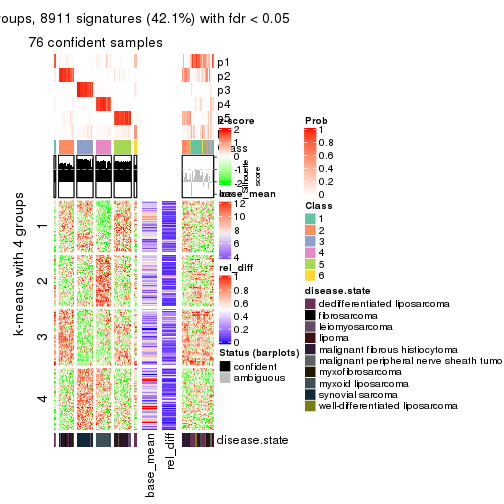 roups, 8911 signatures (42.1%) with fdr < 0.05
76 confident samples
p1
p2
p3
p4
p5
z-score
2
1
0
-1
-2
Silhouette
score
base_mean
12
10
8
6
4
rel_diff
1
0.8
0.6
0.4
0.2
0
Status (barplots)
confident
ambiguous
Prob
1
0.8
0.6
0.4
0.2
0
Class
1
2
3
4
5
6
disease.state
dedifferentiated liposarcoma
fibrosarcoma
leiomyosarcoma
lipoma
malignant fibrous histiocytoma
malignant peripheral nerve sheath tumo
myxofibrosarcoma
myxoid liposarcoma
synovial sarcoma
well-differentiated liposarcoma
k-means with 4 groups
1
2
3
4
disease.state
base_mean
rel_diff